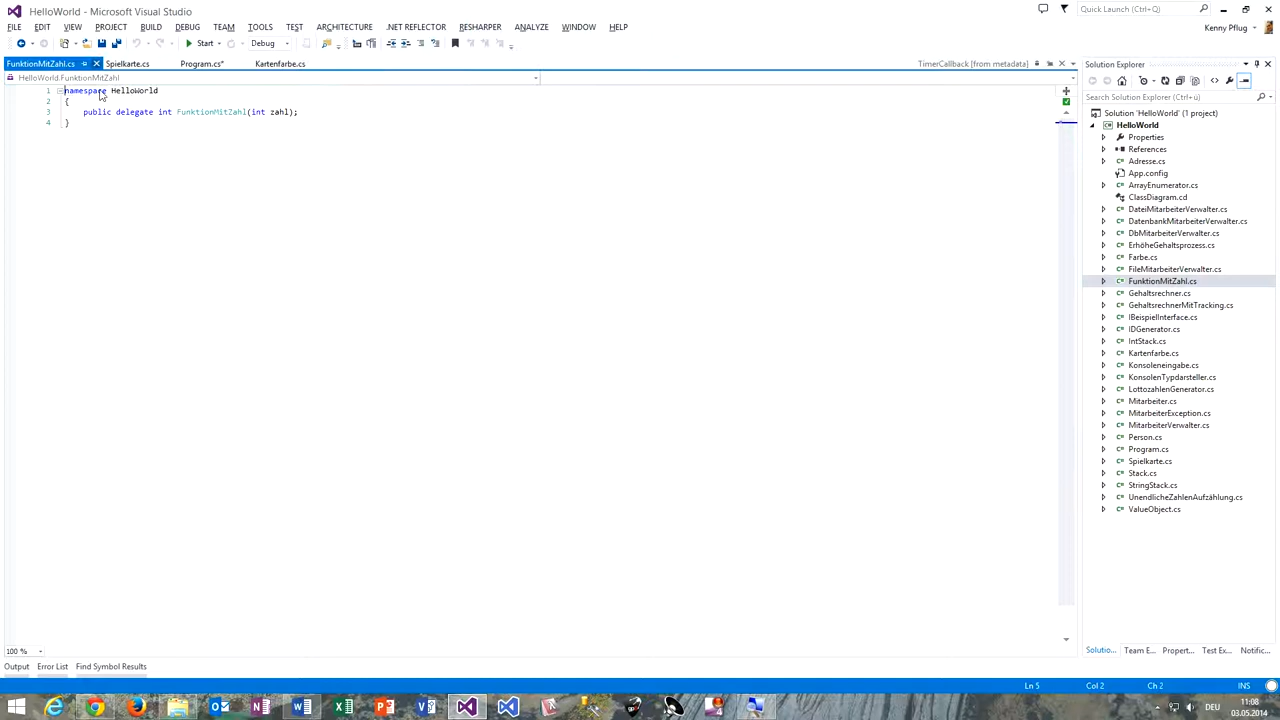 HelloWorld - Microsoft Visual Studio
Quick Launch (Ctrl+Q)
FILE EDIT VIEW PROJECT BUILD DEBUG TEAM TOOLS TEST ARCHITECTURE .NET REFLECTOR RESHARPER ANALYZE WINDOW HELP
Kenny Pflug
Start Debug
FunktionMitZahl.cs Spielkarte.cs Program.cs* Kartenfarbe.cs TimerCallback [from metadata]
HelloWorld.FunktionMitZahl
1 namespace HelloWorld
2 {
3 public delegate int FunktionMitZahl(int zahl);
4 }
100 %
Solution Explorer
Search Solution Explorer (Ctrl+ü)
Solution 'HelloWorld' (1 project)
HelloWorld
Properties
References
Adresse.cs
App.config
ArrayEnumerator.cs
ClassDiagram.cd
DateiMitarbeiterVerwalter.cs
DatenbankMitarbeiterVerwalter.cs
DbMitarbeiterVerwalter.cs
ErhöheGehaltsprozess.cs
Farbe.cs
FileMitarbeiterVerwalter.cs
FunktionMitZahl.cs
Gehaltsrechner.cs
GehaltsrechnerMitTracking.cs
IBeispielInterface.cs
IDGenerator.cs
IntStack.cs
Kartenfarbe.cs
Konsoleneingabe.cs
KonsolenTypdarsteller.cs
LottozahlenGenerator.cs
Mitarbeiter.cs
MitarbeiterException.cs
MitarbeiterVerwalter.cs
Person.cs
Program.cs
Spielkarte.cs
Stack.cs
StringStack.cs
UnendlicheZahlenAufzählung.cs
ValueObject.cs
Solutio... Team E... Propert... Test Ex... Notific...
Output Error List Find Symbol Results
Ln 5 Col 2 Ch 2 INS
DEU
11:08
03.05.2014